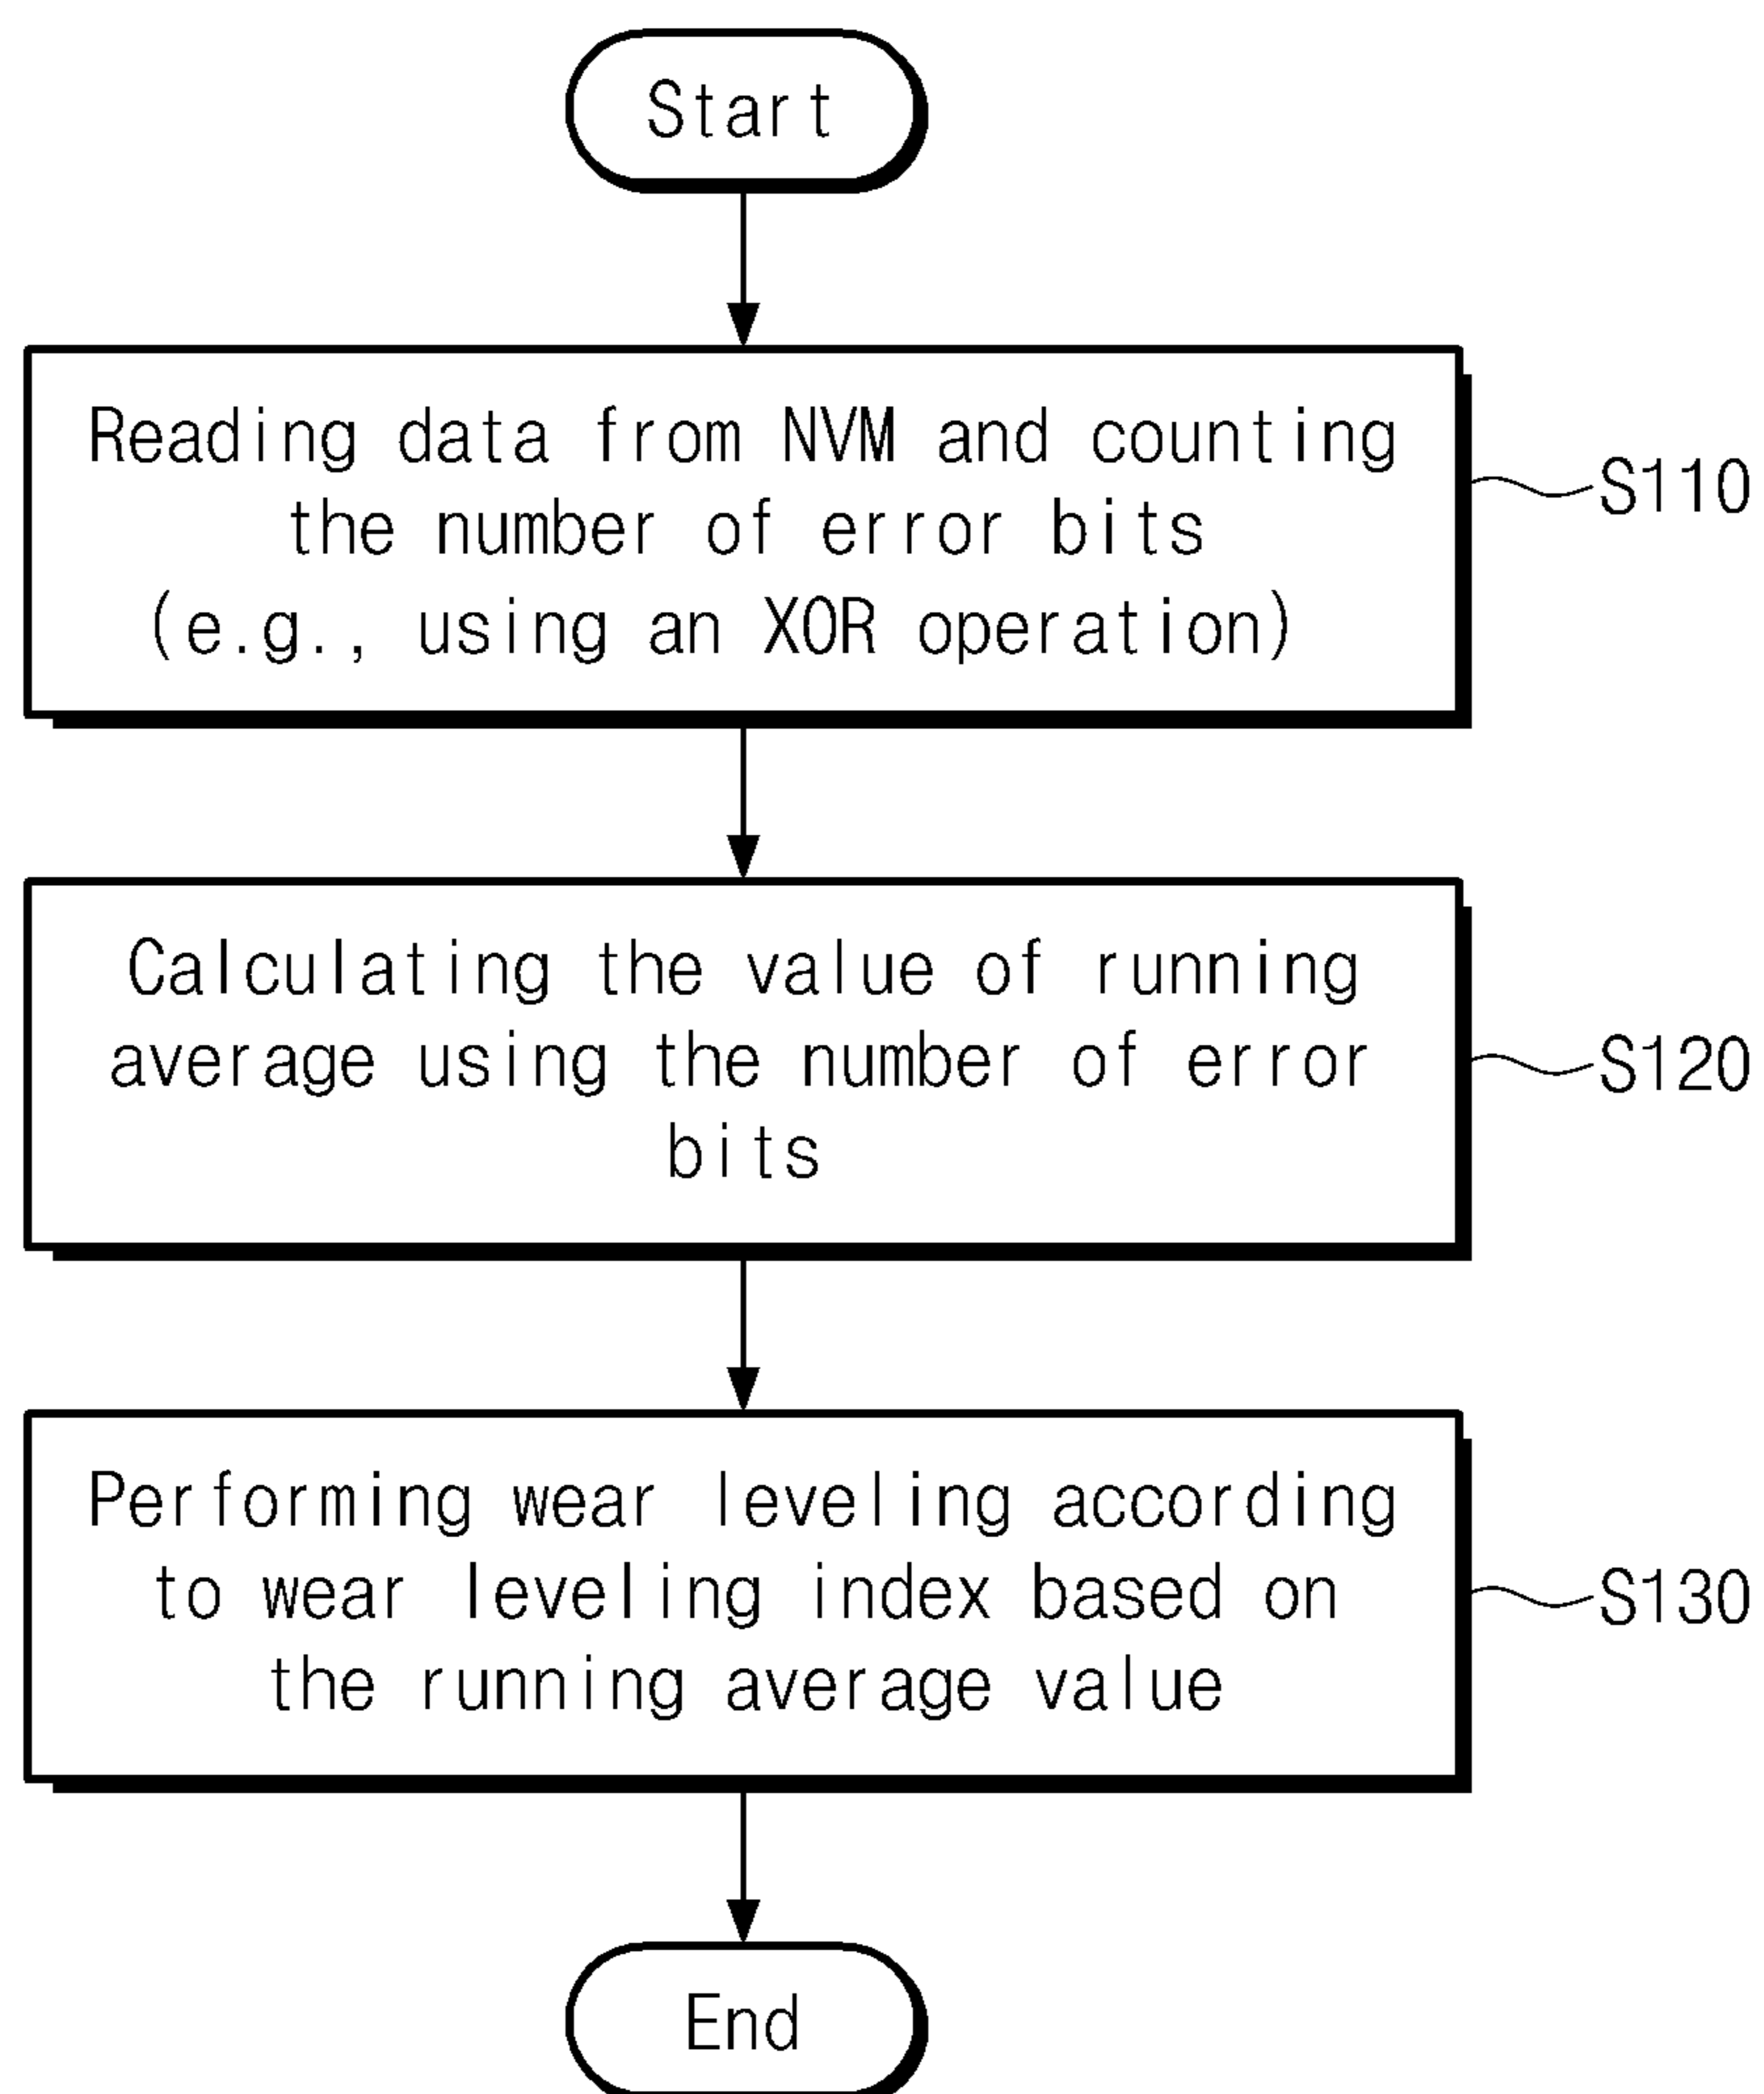 Start
Reading data from NVM and counting
the number of error bits
(e.g., using an XOR operation)
S110
Calculating the value of running
average using the number of error
bits
S120
Performing wear leveling according
to wear leveling index based on
the running average value
S130
End